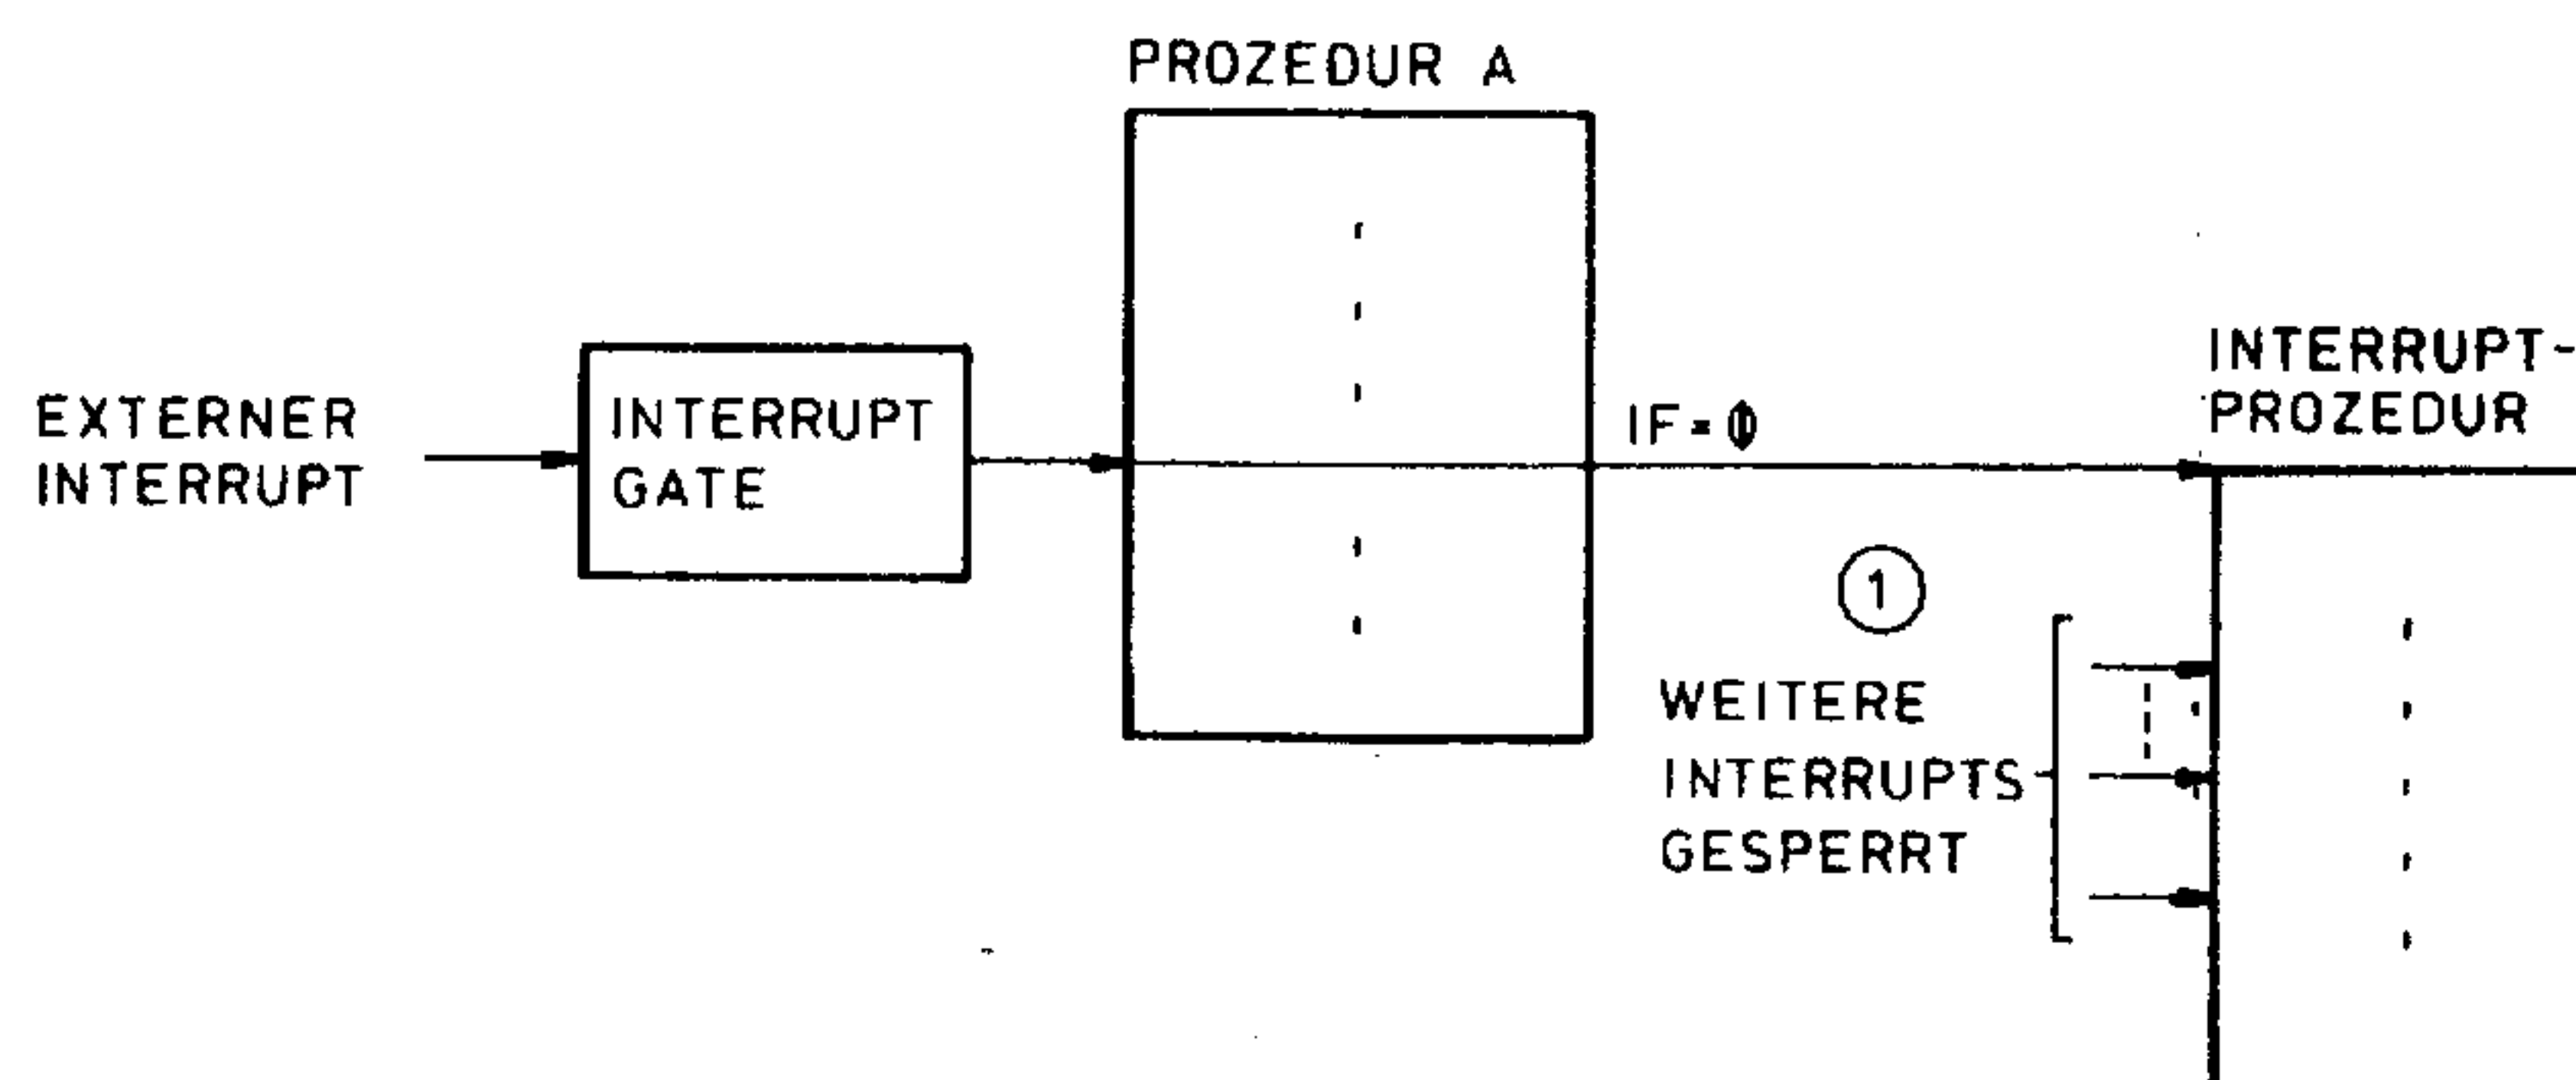 PROZEDUR A
EXTERNER
INTERRUPT
INTERRUPT
GATE
IF=0
INTERRUPT-
PROZEDUR
1
WEITERE
INTERRUPTS
GESPERRT